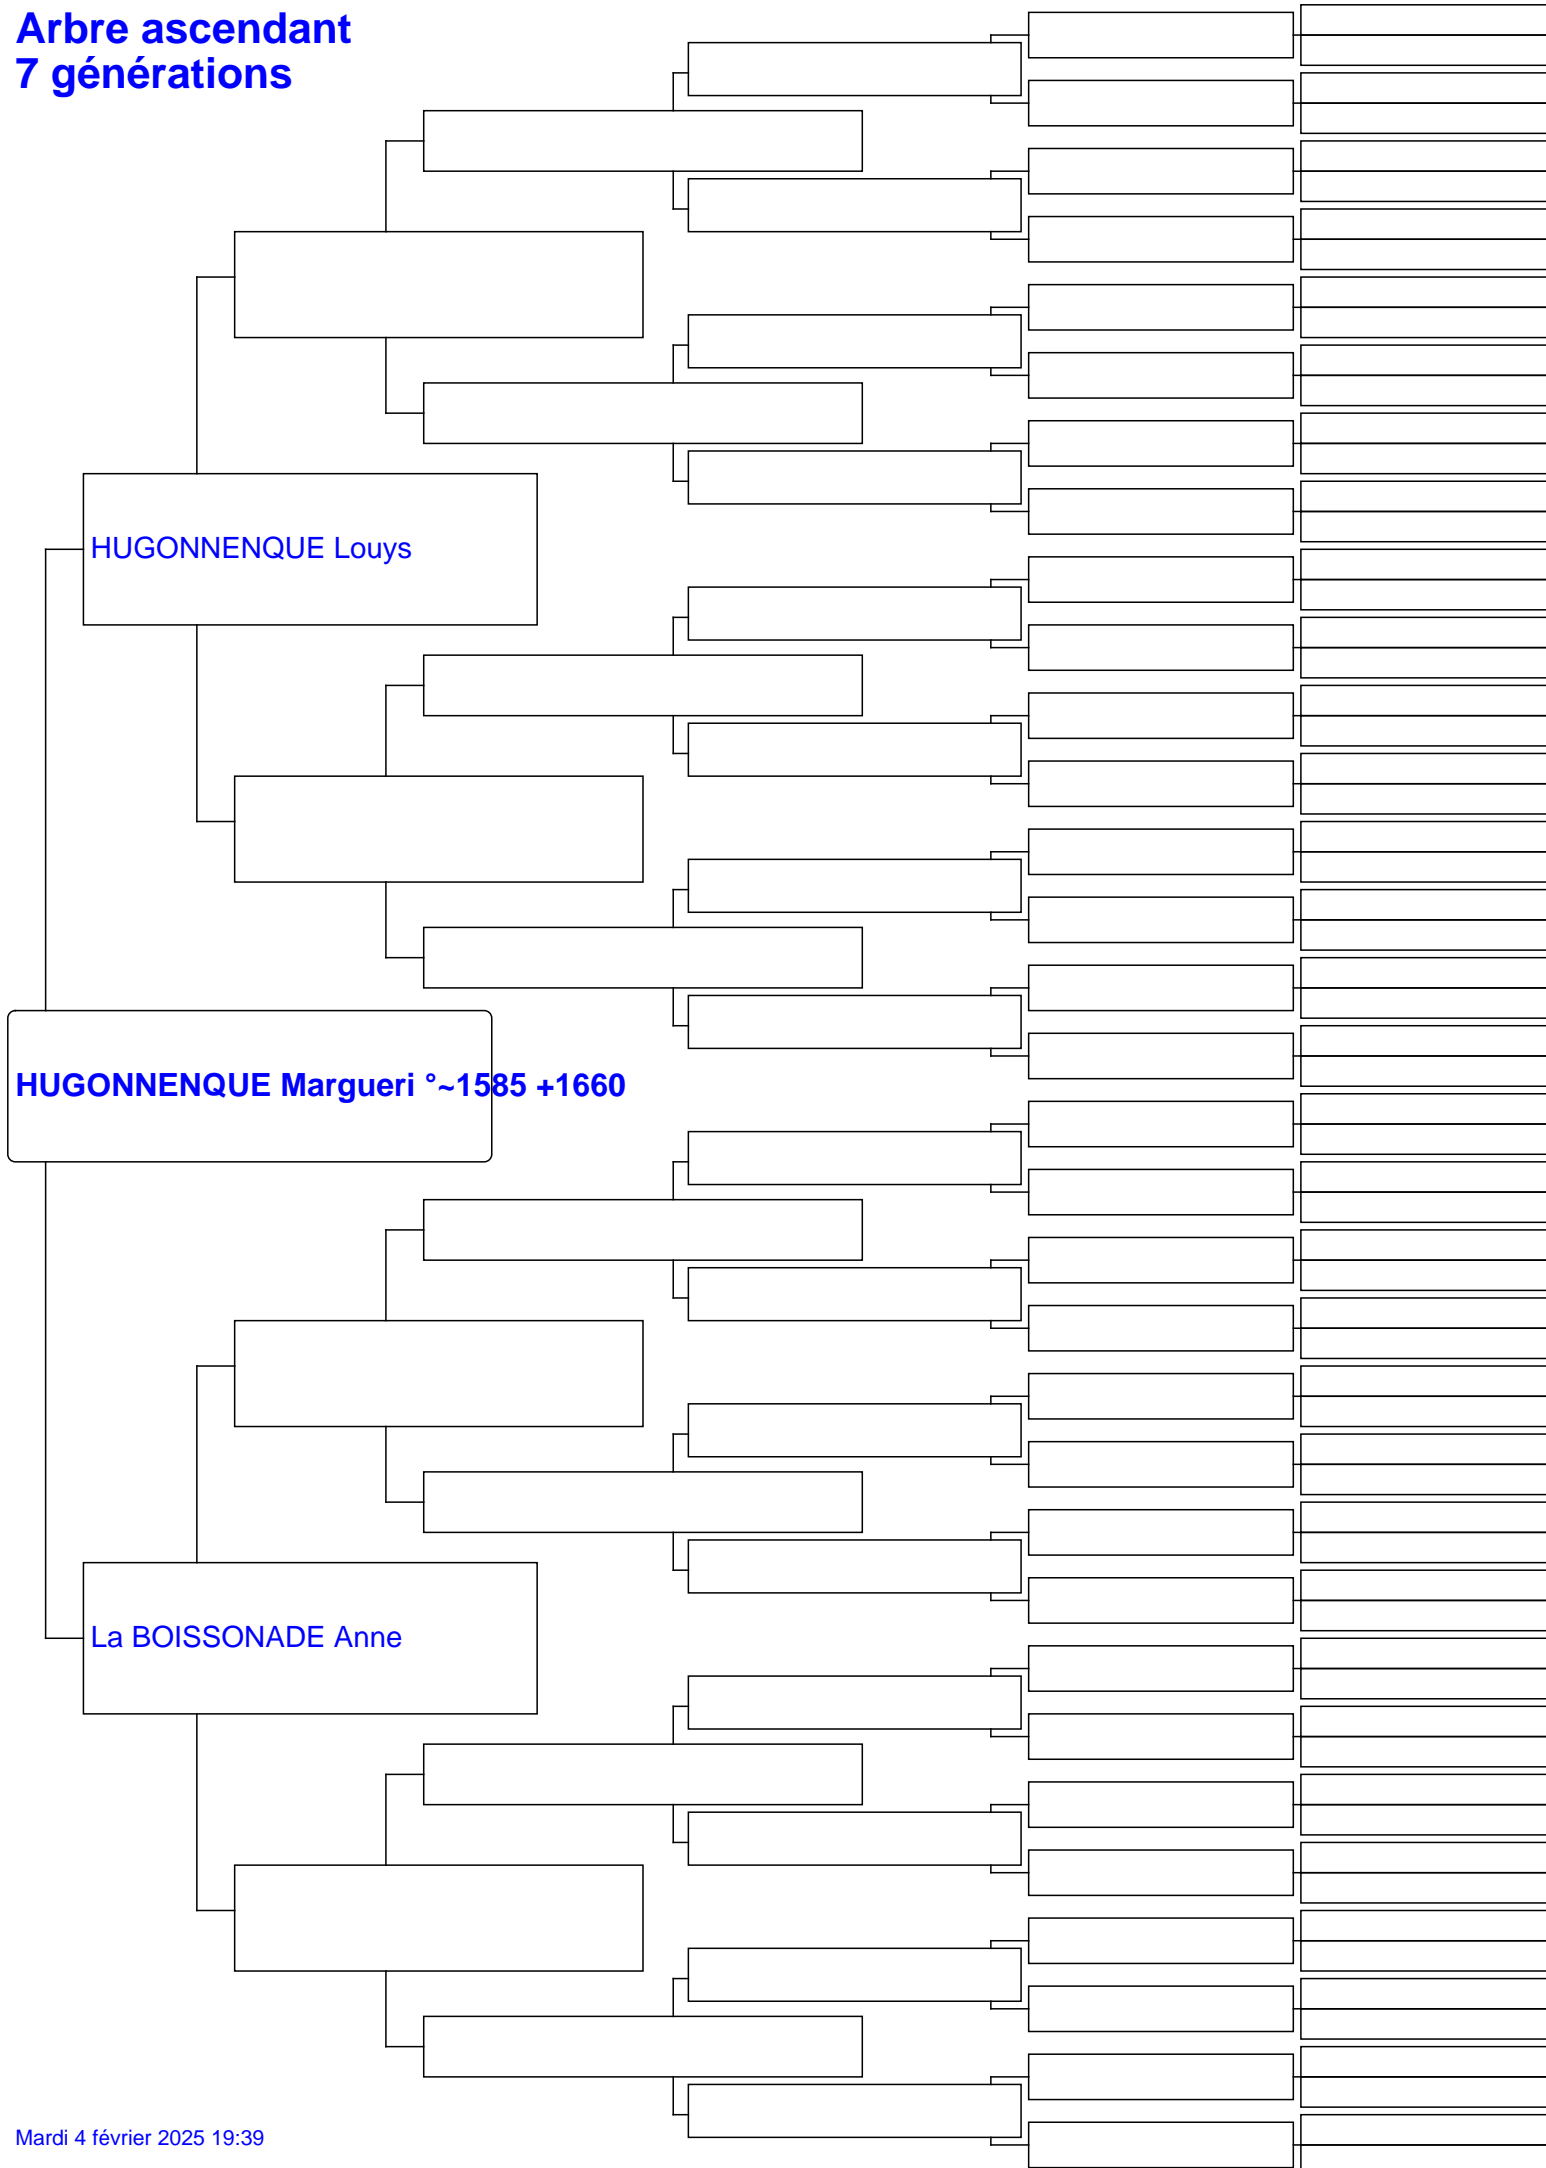 Arbre ascendant
7 générations
HUGONNENQUE Louys
HUGONNENQUE Margueri °~1585 +1660
La BOISSONADE Anne
Mardi 4 février 2025 19:39